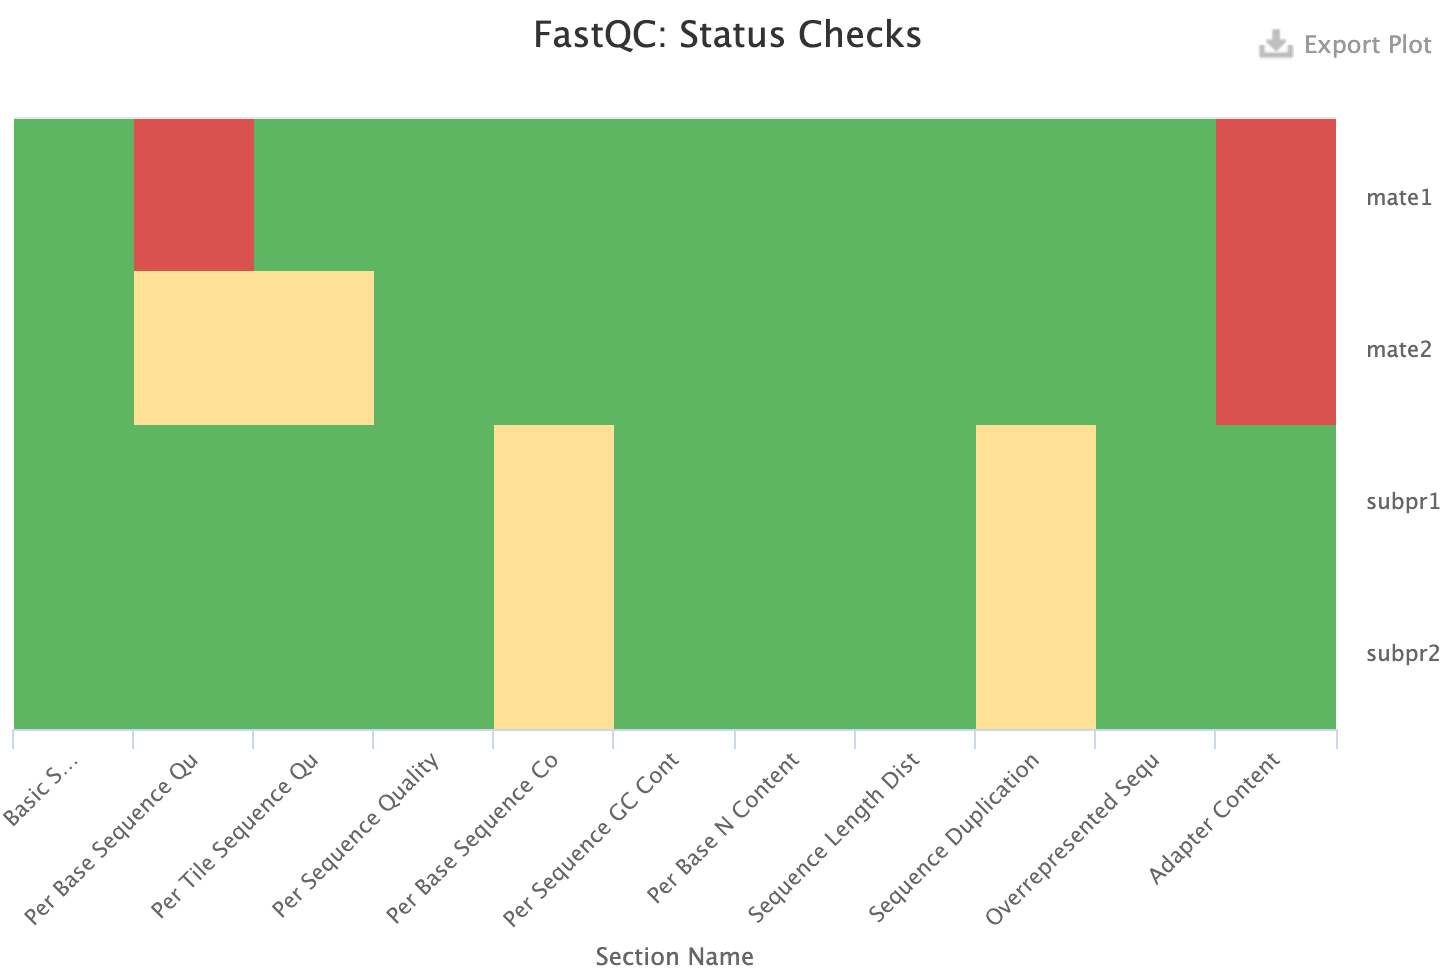 FastQC: Status Checks
Export Plot
mate1
mate2
subpr1
subpr2
Basic S...
Per Base Sequence Qu
Per Tile Sequence Qu
Per Sequence Quality
Per Base Sequence Co
Per Sequence GC Cont
Per Base N Content
Sequence Length Dist
Sequence Duplication
Overrepresented Sequ
Adapter Content
Section Name